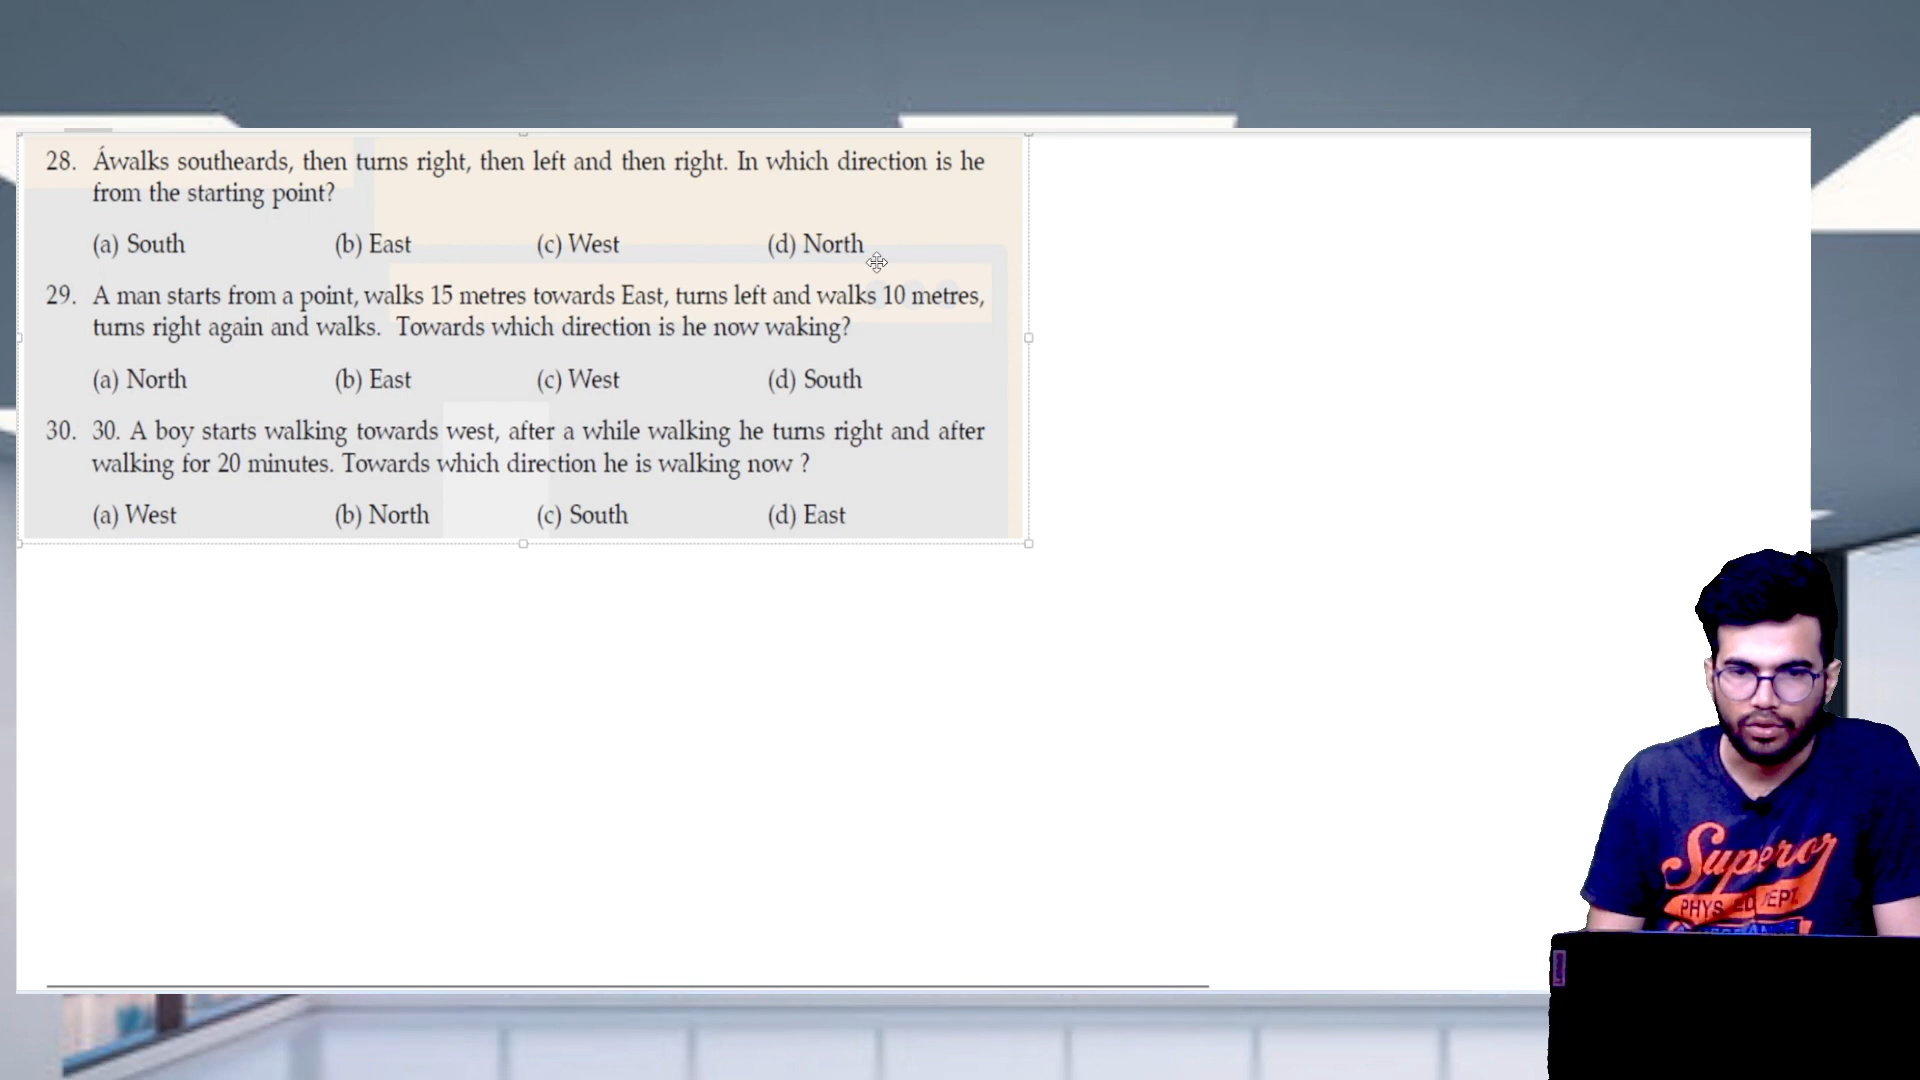 28. Áwalks southeards, then turns right, then left and then right. In which direction is he
from the starting point?
(a) South (b) East (c) West (d) North
29. A man starts from a point, walks 15 metres towards East, turns left and walks 10 metres,
turns right again and walks. Towards which direction is he now waking?
(a) North (b) East (c) West (d) South
30. 30. A boy starts walking towards west, after a while walking he turns right and after
walking for 20 minutes. Towards which direction he is walking now ?
(a) West (b) North (c) South (d) East
Superor
PHYS ED DEPT.